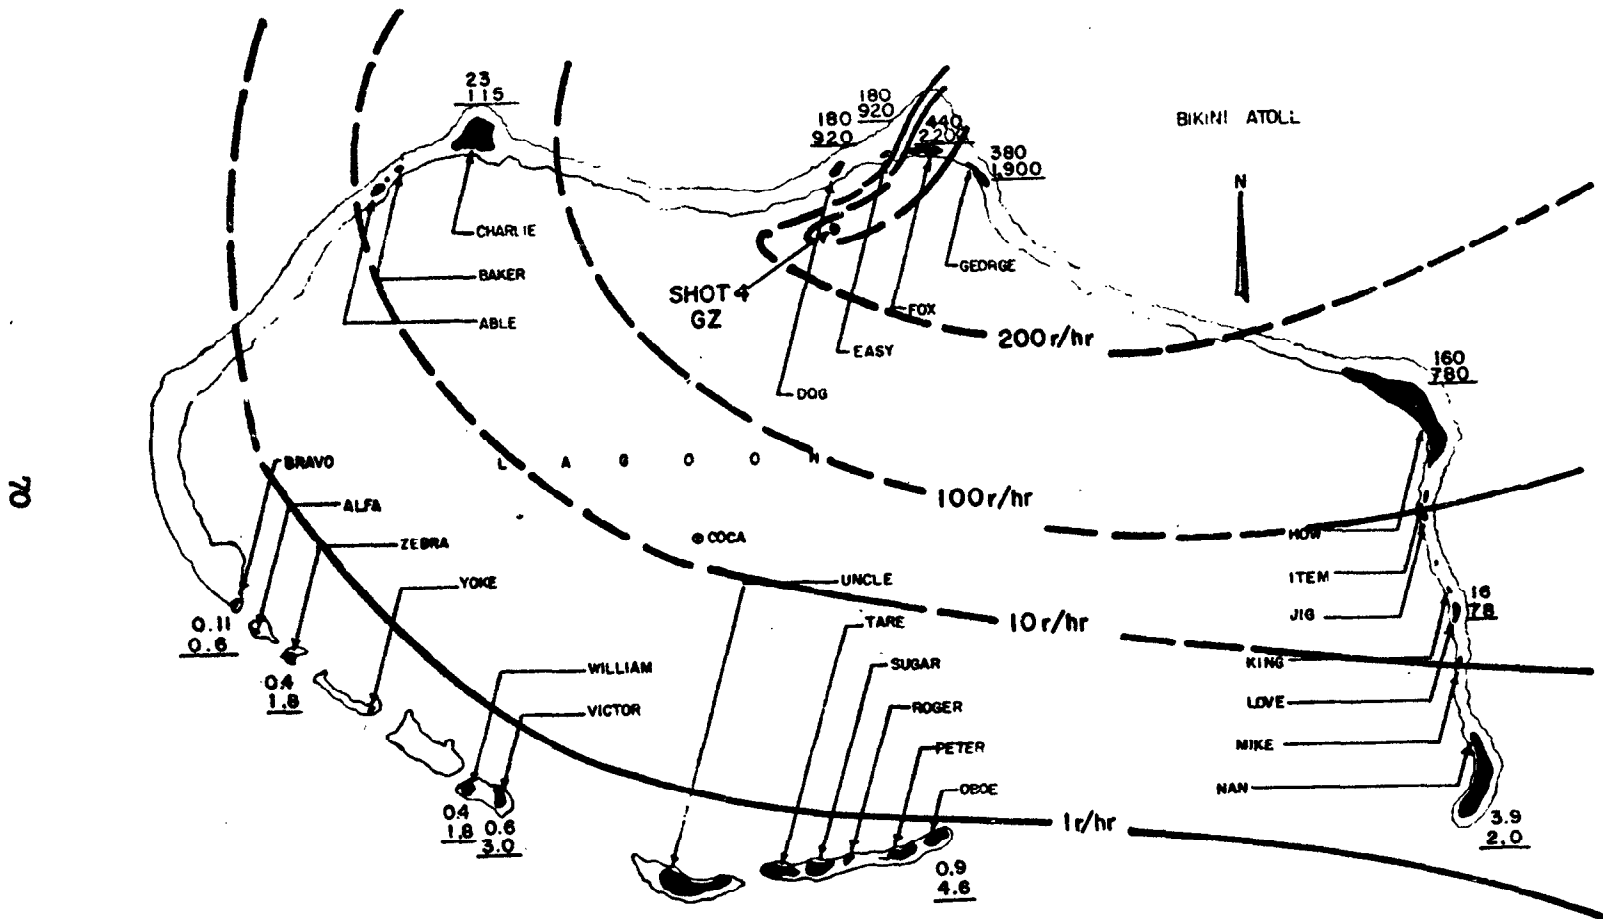 BIKINI ATOLL
N
23
115
180
920
180
920
440
2200
380
1,900
CHARLIE
BAKER
ABLE
GEORGE
SHOT 4
GZ
FOX
EASY
DOG
200 r/hr
160
780
BRAVO
LAGOON
ALFA
100 r/hr
ZEBRA
COCA
HOW
YOKE
UNCLE
ITEM
16
78
0.11
0.6
TARE
10 r/hr
JIG
0.4
1.8
WILLIAM
SUGAR
KING
VICTOR
ROGER
LOVE
PETER
MIKE
OBOE
NAN
0.4
1.8
0.6
3.0
1 r/hr
3.9
2.0
0.9
4.6
70